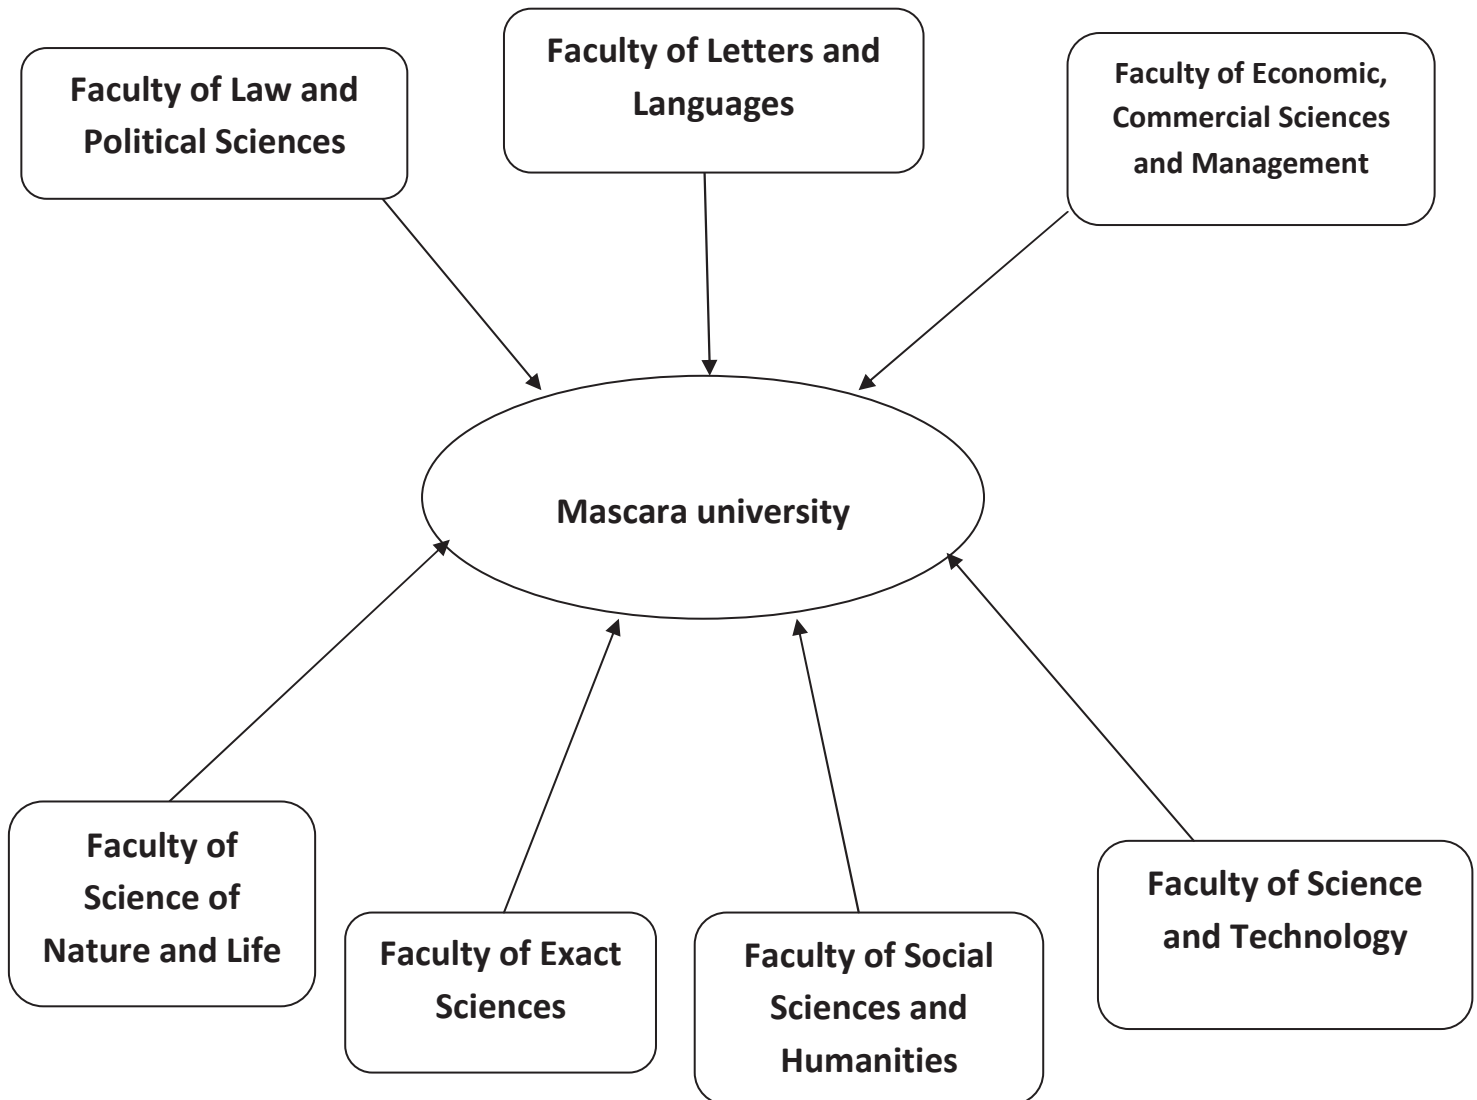 Faculty of Law and
Political Sciences
Faculty of Letters and
Languages
Faculty of Economic,
Commercial Sciences
and Management
Mascara university
Faculty of
Science of
Nature and Life
Faculty of Exact
Sciences
Faculty of Social
Sciences and
Humanities
Faculty of Science
and Technology